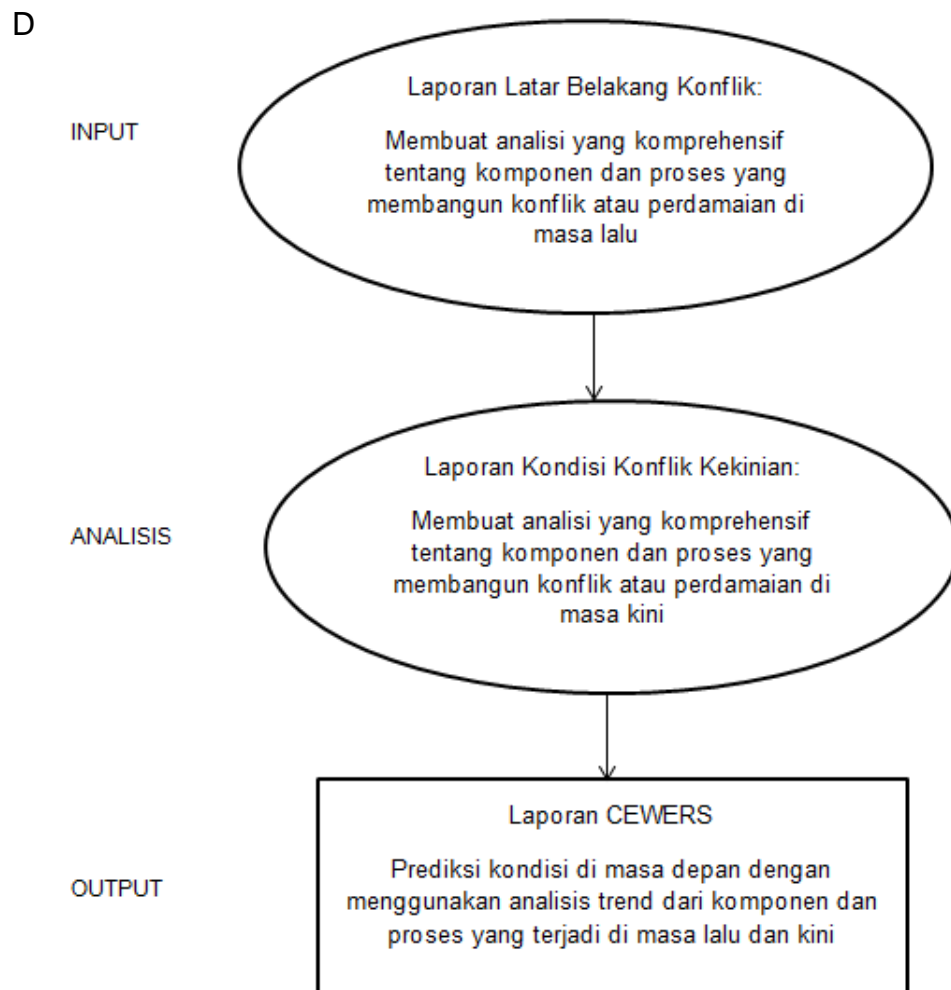 D
INPUT
Laporan Latar Belakang Konflik:
Membuat analisi yang komprehensif
tentang komponen dan proses yang
membangun konflik atau perdamaian di
masa lalu
ANALISIS
Laporan Kondisi Konflik Kekinian:
Membuat analisi yang komprehensif
tentang komponen dan proses yang
membangun konflik atau perdamaian di
masa kini
OUTPUT
Laporan CEWERS
Prediksi kondisi di masa depan dengan
menggunakan analisis trend dari komponen dan
proses yang terjadi di masa lalu dan kini